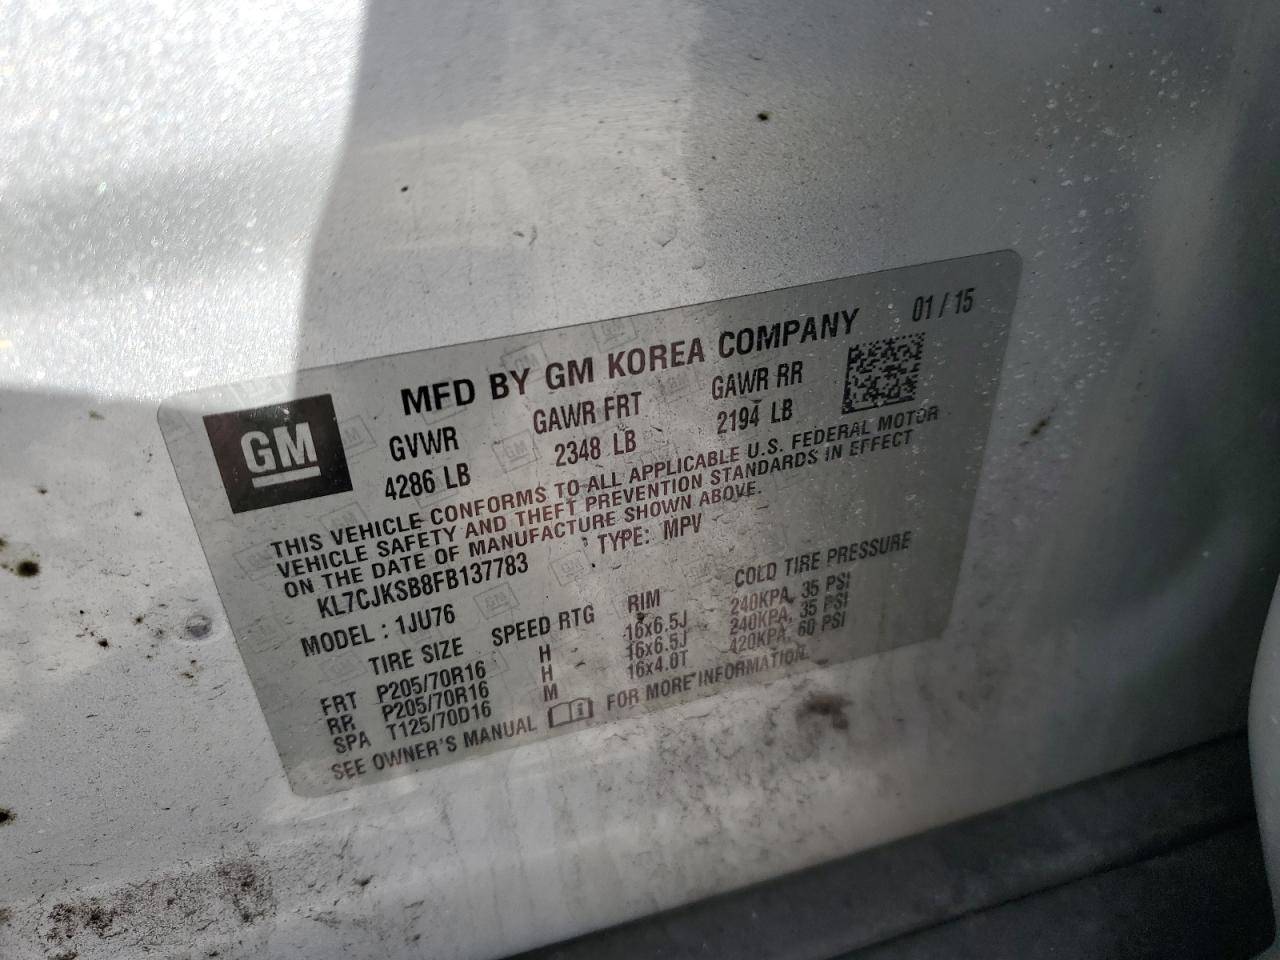 MFD BY GM KOREA COMPANY 01 / 15
GM
GVWR GAWR FRT GAWR RR
4286 LB 2348 LB 2194 LB
THIS VEHICLE CONFORMS TO ALL APPLICABLE U.S. FEDERAL MOTOR
VEHICLE SAFETY AND THEFT PREVENTION STANDARDS IN EFFECT
ON THE DATE OF MANUFACTURE SHOWN ABOVE.
KL7CJKSB8FB137783 TYPE: MPV
MODEL : 1JU76
TIRE SIZE SPEED RTG RIM COLD TIRE PRESSURE
FRT P205/70R16 H 16x6.5J 240KPA, 35 PSI
RR P205/70R16 H 16x6.5J 240KPA, 35 PSI
SPA T125/70D16 M 16x4.0T 420KPA, 60 PSI
SEE OWNER'S MANUAL FOR MORE INFORMATION.